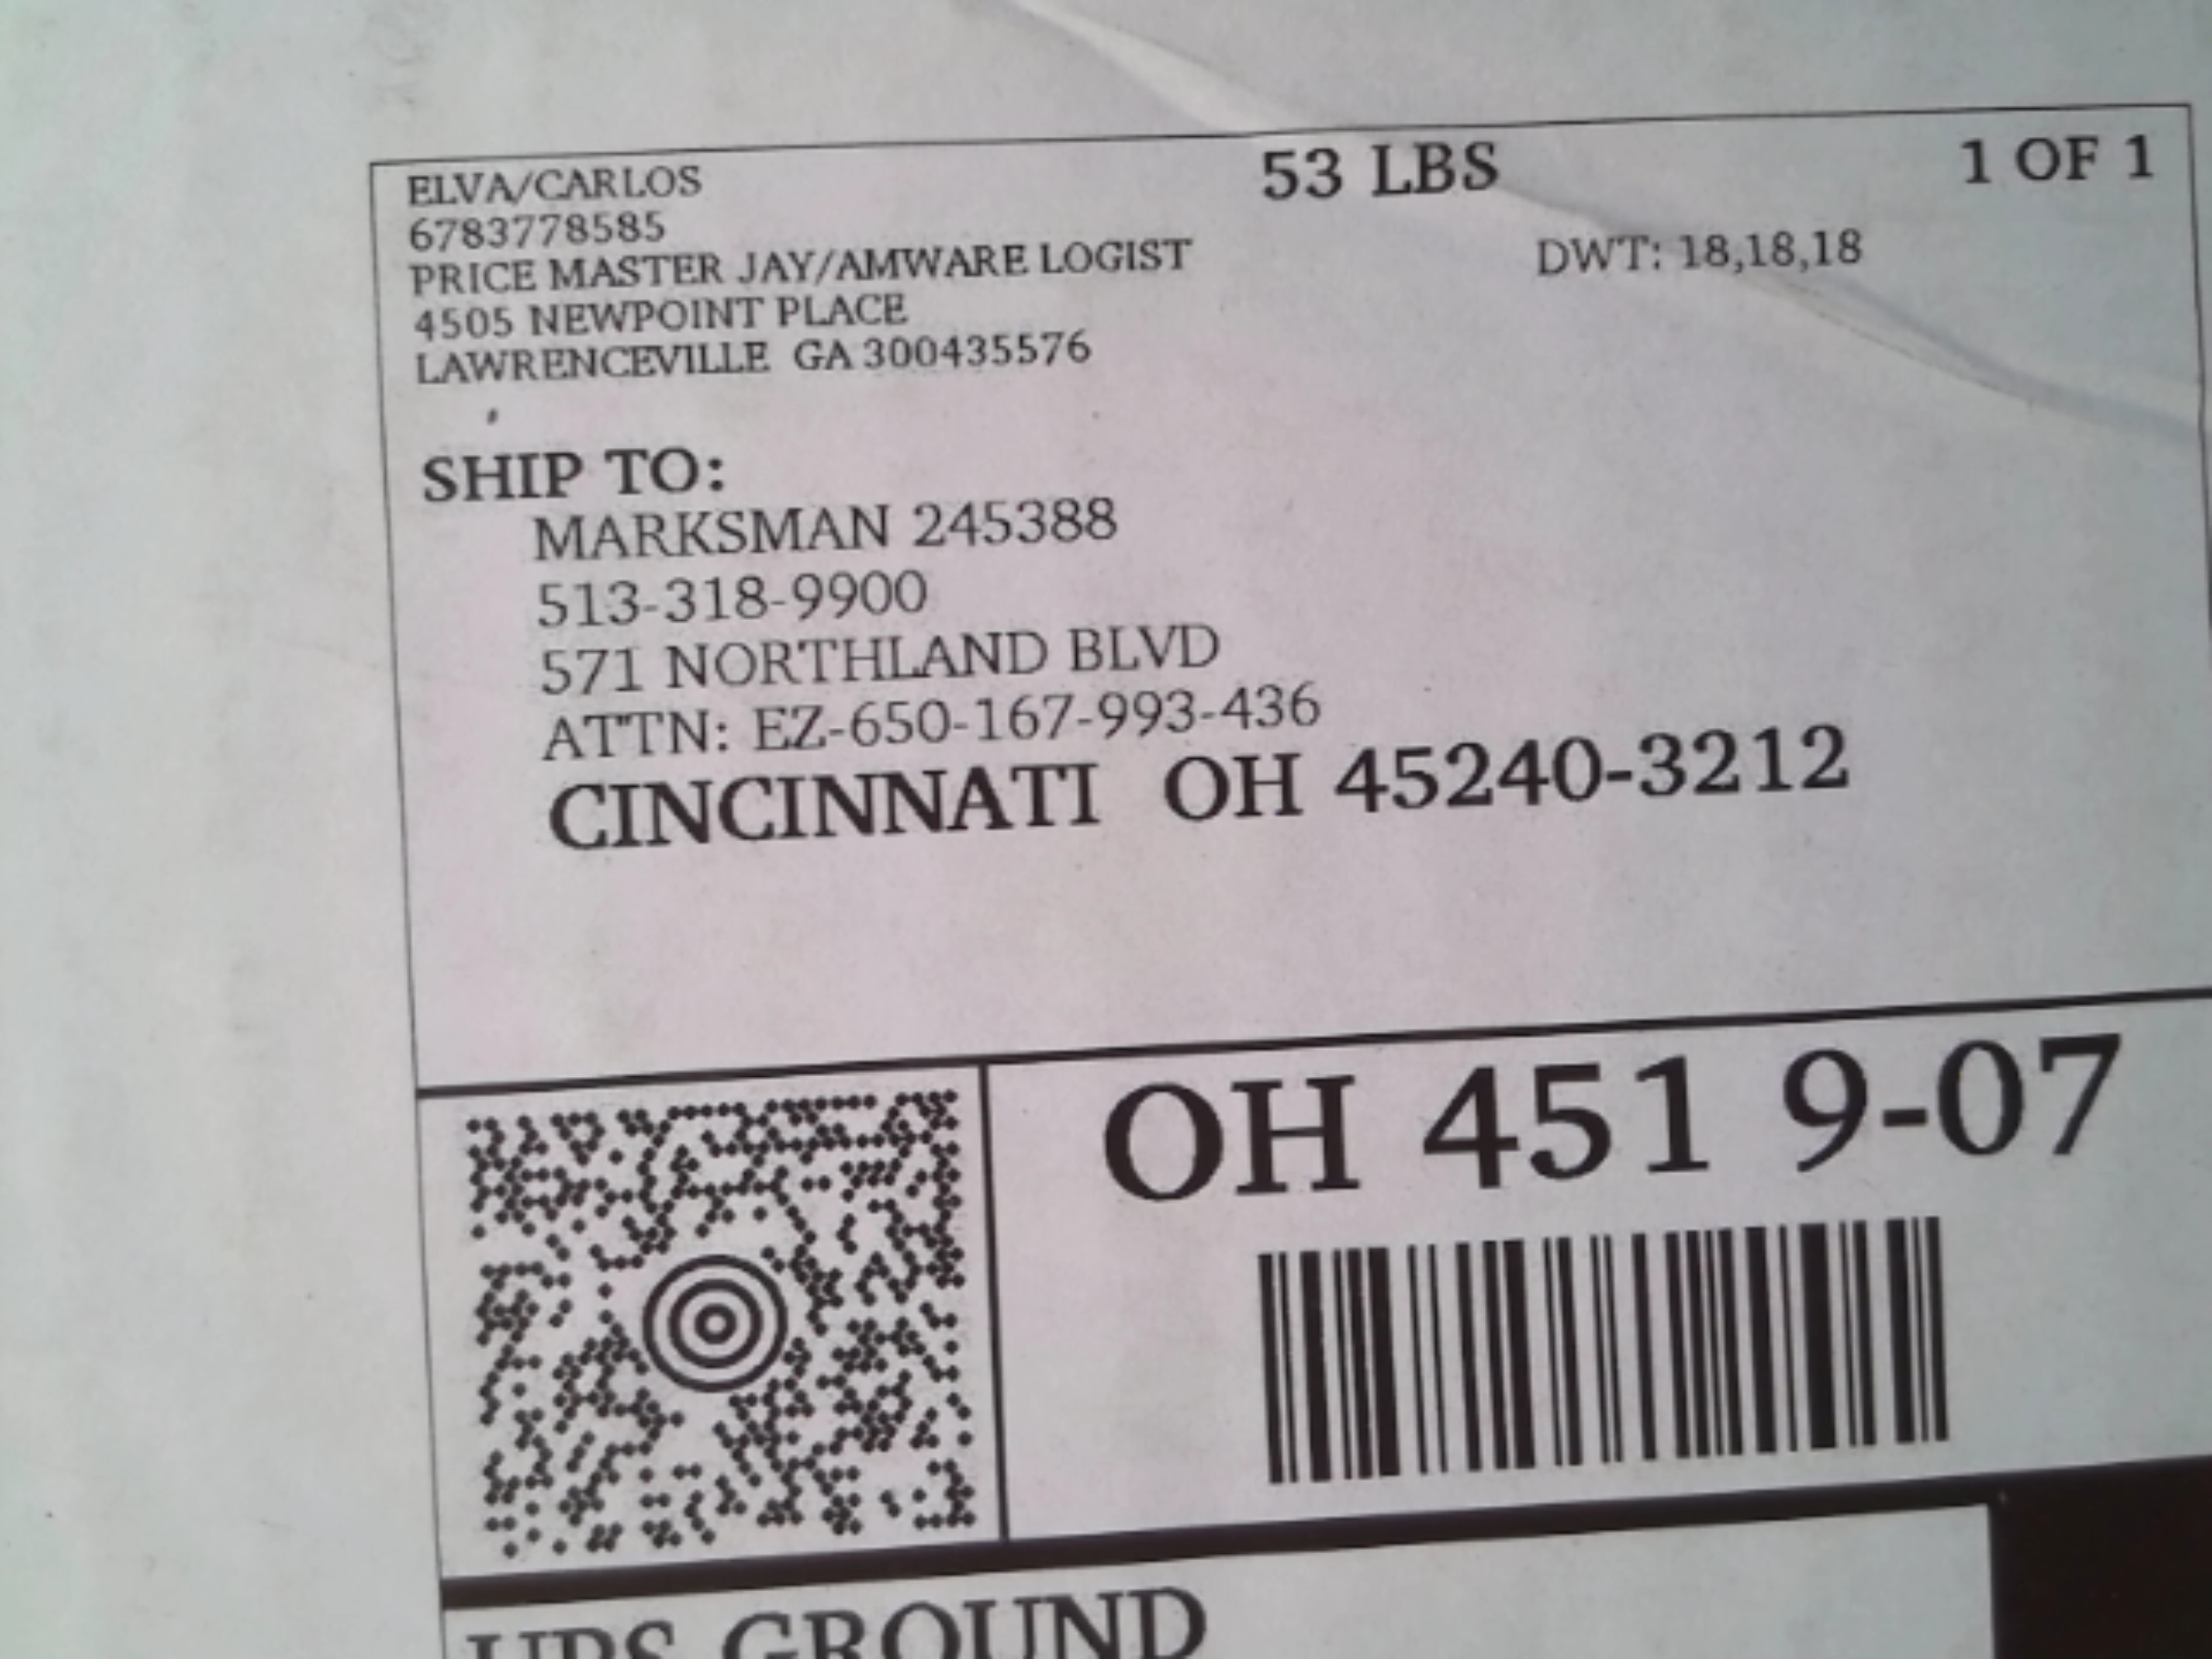 ELVA/CARLOS
6783778585
PRICE MASTER JAY/AMWARE LOGIST
4505 NEWPOINT PLACE
LAWRENCEVILLE GA 300435576
53 LBS
1 OF 1
DWT: 18,18,18
SHIP TO:
MARKSMAN 245388
513-318-9900
571 NORTHLAND BLVD
ATTN: EZ-650-167-993-436
CINCINNATI OH 45240-3212
OH 451 9-07
UPS GROUND